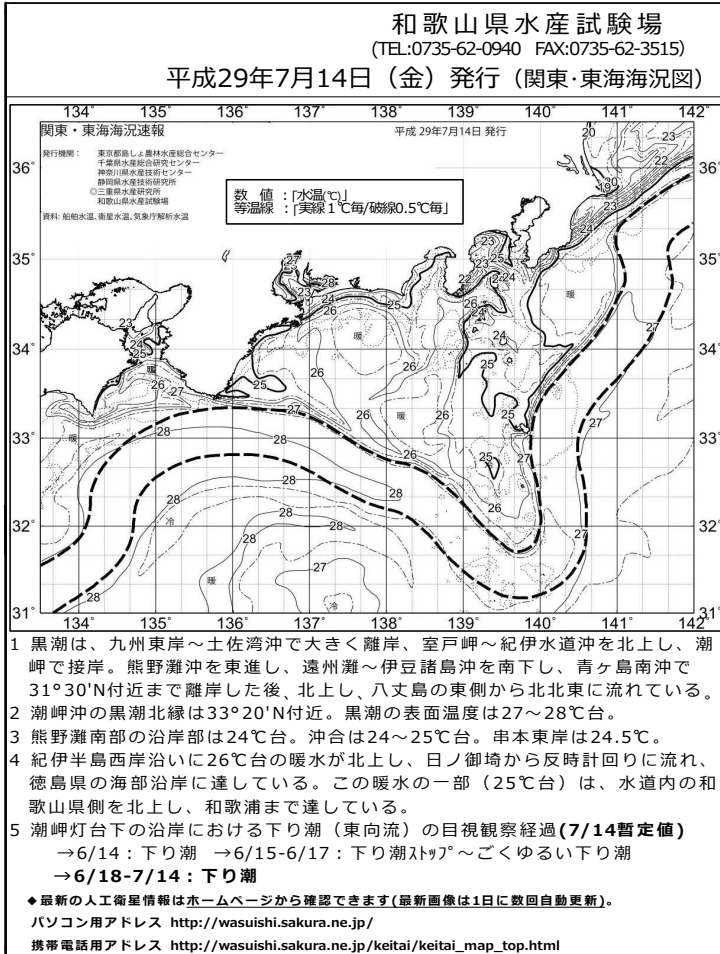 和歌山県水産試験場
(TEL:0735-62-0940 FAX:0735-62-3515)
平成29年7月14日（金）発行（関東･東海海況図）
134° 135° 136° 137° 138° 139° 140° 141° 142°
関東・東海海況速報
平成 29年7月14日 発行
発行機関： 東京都島しょ農林水産総合センター
千葉県水産総合研究センター
神奈川県水産技術センター
静岡県水産技術研究所
◎三重県水産研究所
和歌山県水産試験場
資料: 船舶水温、衛星水温、気象庁解析水温
数 値 ：｢水温(℃)｣
等温線 ：｢実線１℃毎/破線0.5℃毎｣
36° 36°
35° 35°
34° 34°
33° 33°
32° 32°
31° 31°
134° 135° 136° 137° 138° 139° 140° 141° 142°
1 黒潮は、九州東岸～土佐湾沖で大きく離岸、室戸岬～紀伊水道沖を北上し、潮
岬で接岸。熊野灘沖を東進し、遠州灘～伊豆諸島沖を南下し、青ヶ島南沖で
31°30'N付近まで離岸した後、北上し、八丈島の東側から北北東に流れている。
2 潮岬沖の黒潮北縁は33°20'N付近。黒潮の表面温度は27～28℃台。
3 熊野灘南部の沿岸部は24℃台。沖合は24～25℃台。串本東岸は24.5℃。
4 紀伊半島西岸沿いに26℃台の暖水が北上し、日ノ御埼から反時計回りに流れ、
徳島県の海部沿岸に達している。この暖水の一部（25℃台）は、水道内の和
歌山県側を北上し、和歌浦まで達している。
5 潮岬灯台下の沿岸における下り潮（東向流）の目視観察経過(7/14暫定値)
→6/14：下り潮 →6/15-6/17：下り潮ｽﾄｯﾌﾟ～ごくゆるい下り潮
→6/18-7/14：下り潮
◆最新の人工衛星情報はホームページから確認できます(最新画像は1日に数回自動更新)。
パソコン用アドレス http://wasuishi.sakura.ne.jp/
携帯電話用アドレス http://wasuishi.sakura.ne.jp/keitai/keitai_map_top.html